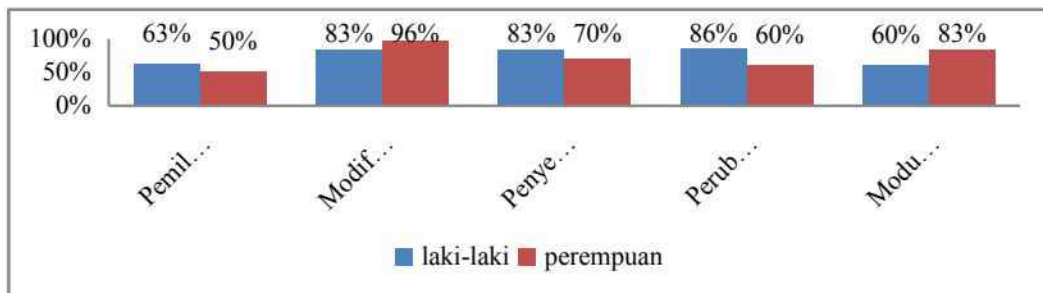 63% 50% 83% 96% 83% 70% 86% 60% 60% 83%
100%
50%
0%
Pemil...
Modif...
Penye...
Perub...
Modu...
laki-laki perempuan